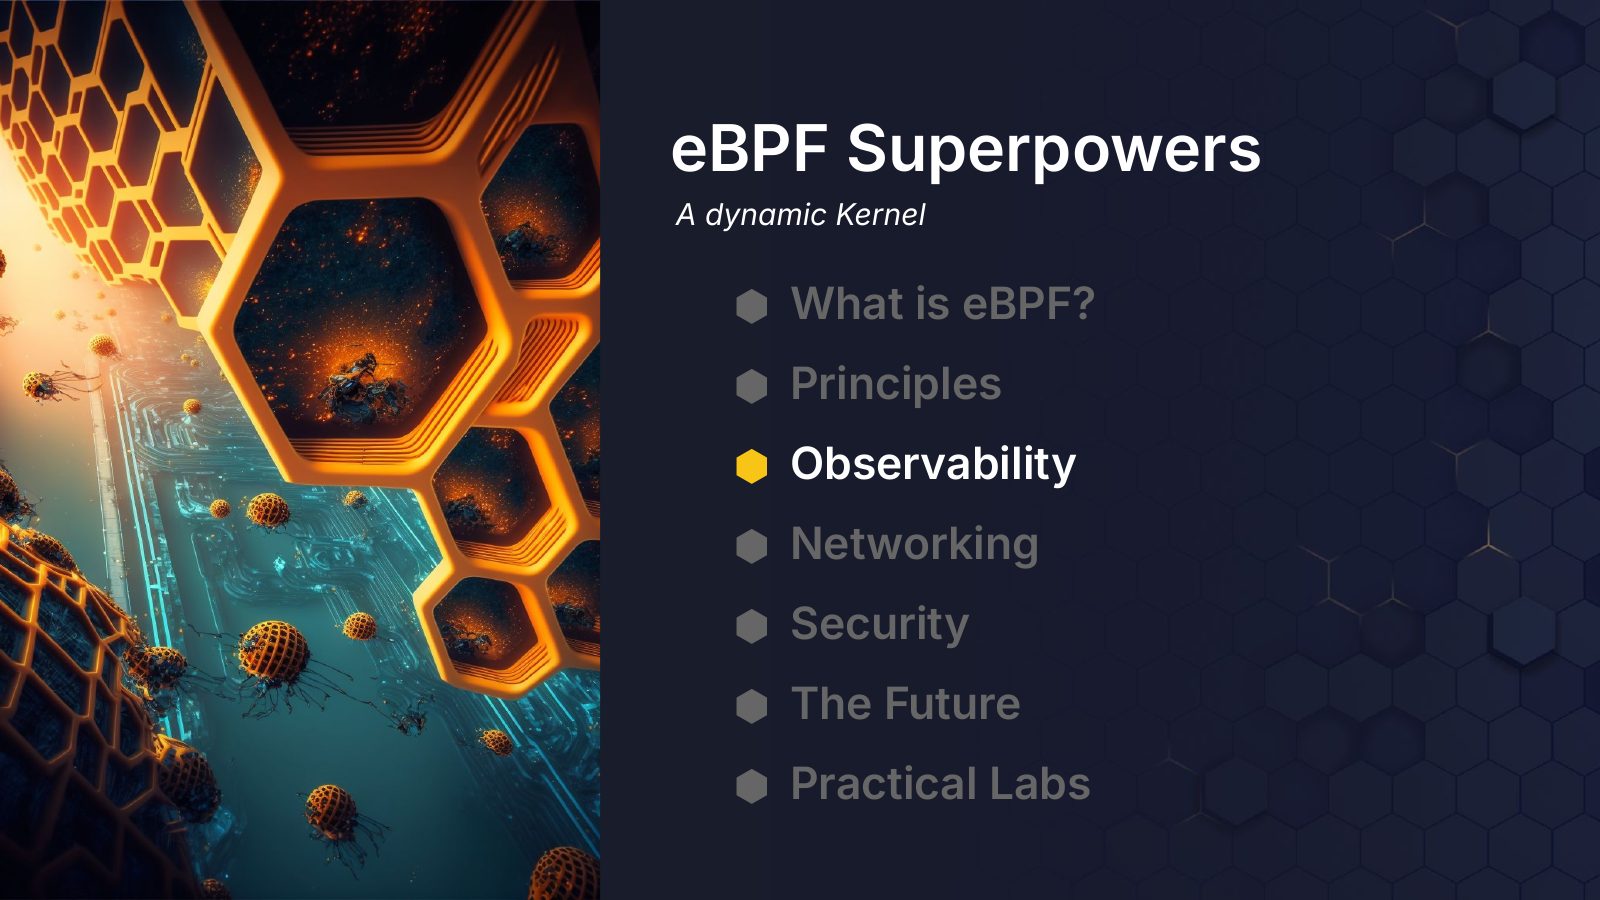 eBPF Superpowers
A dynamic Kernel
What is eBPF?
Principles
Observability
Networking
Security
The Future
Practical Labs